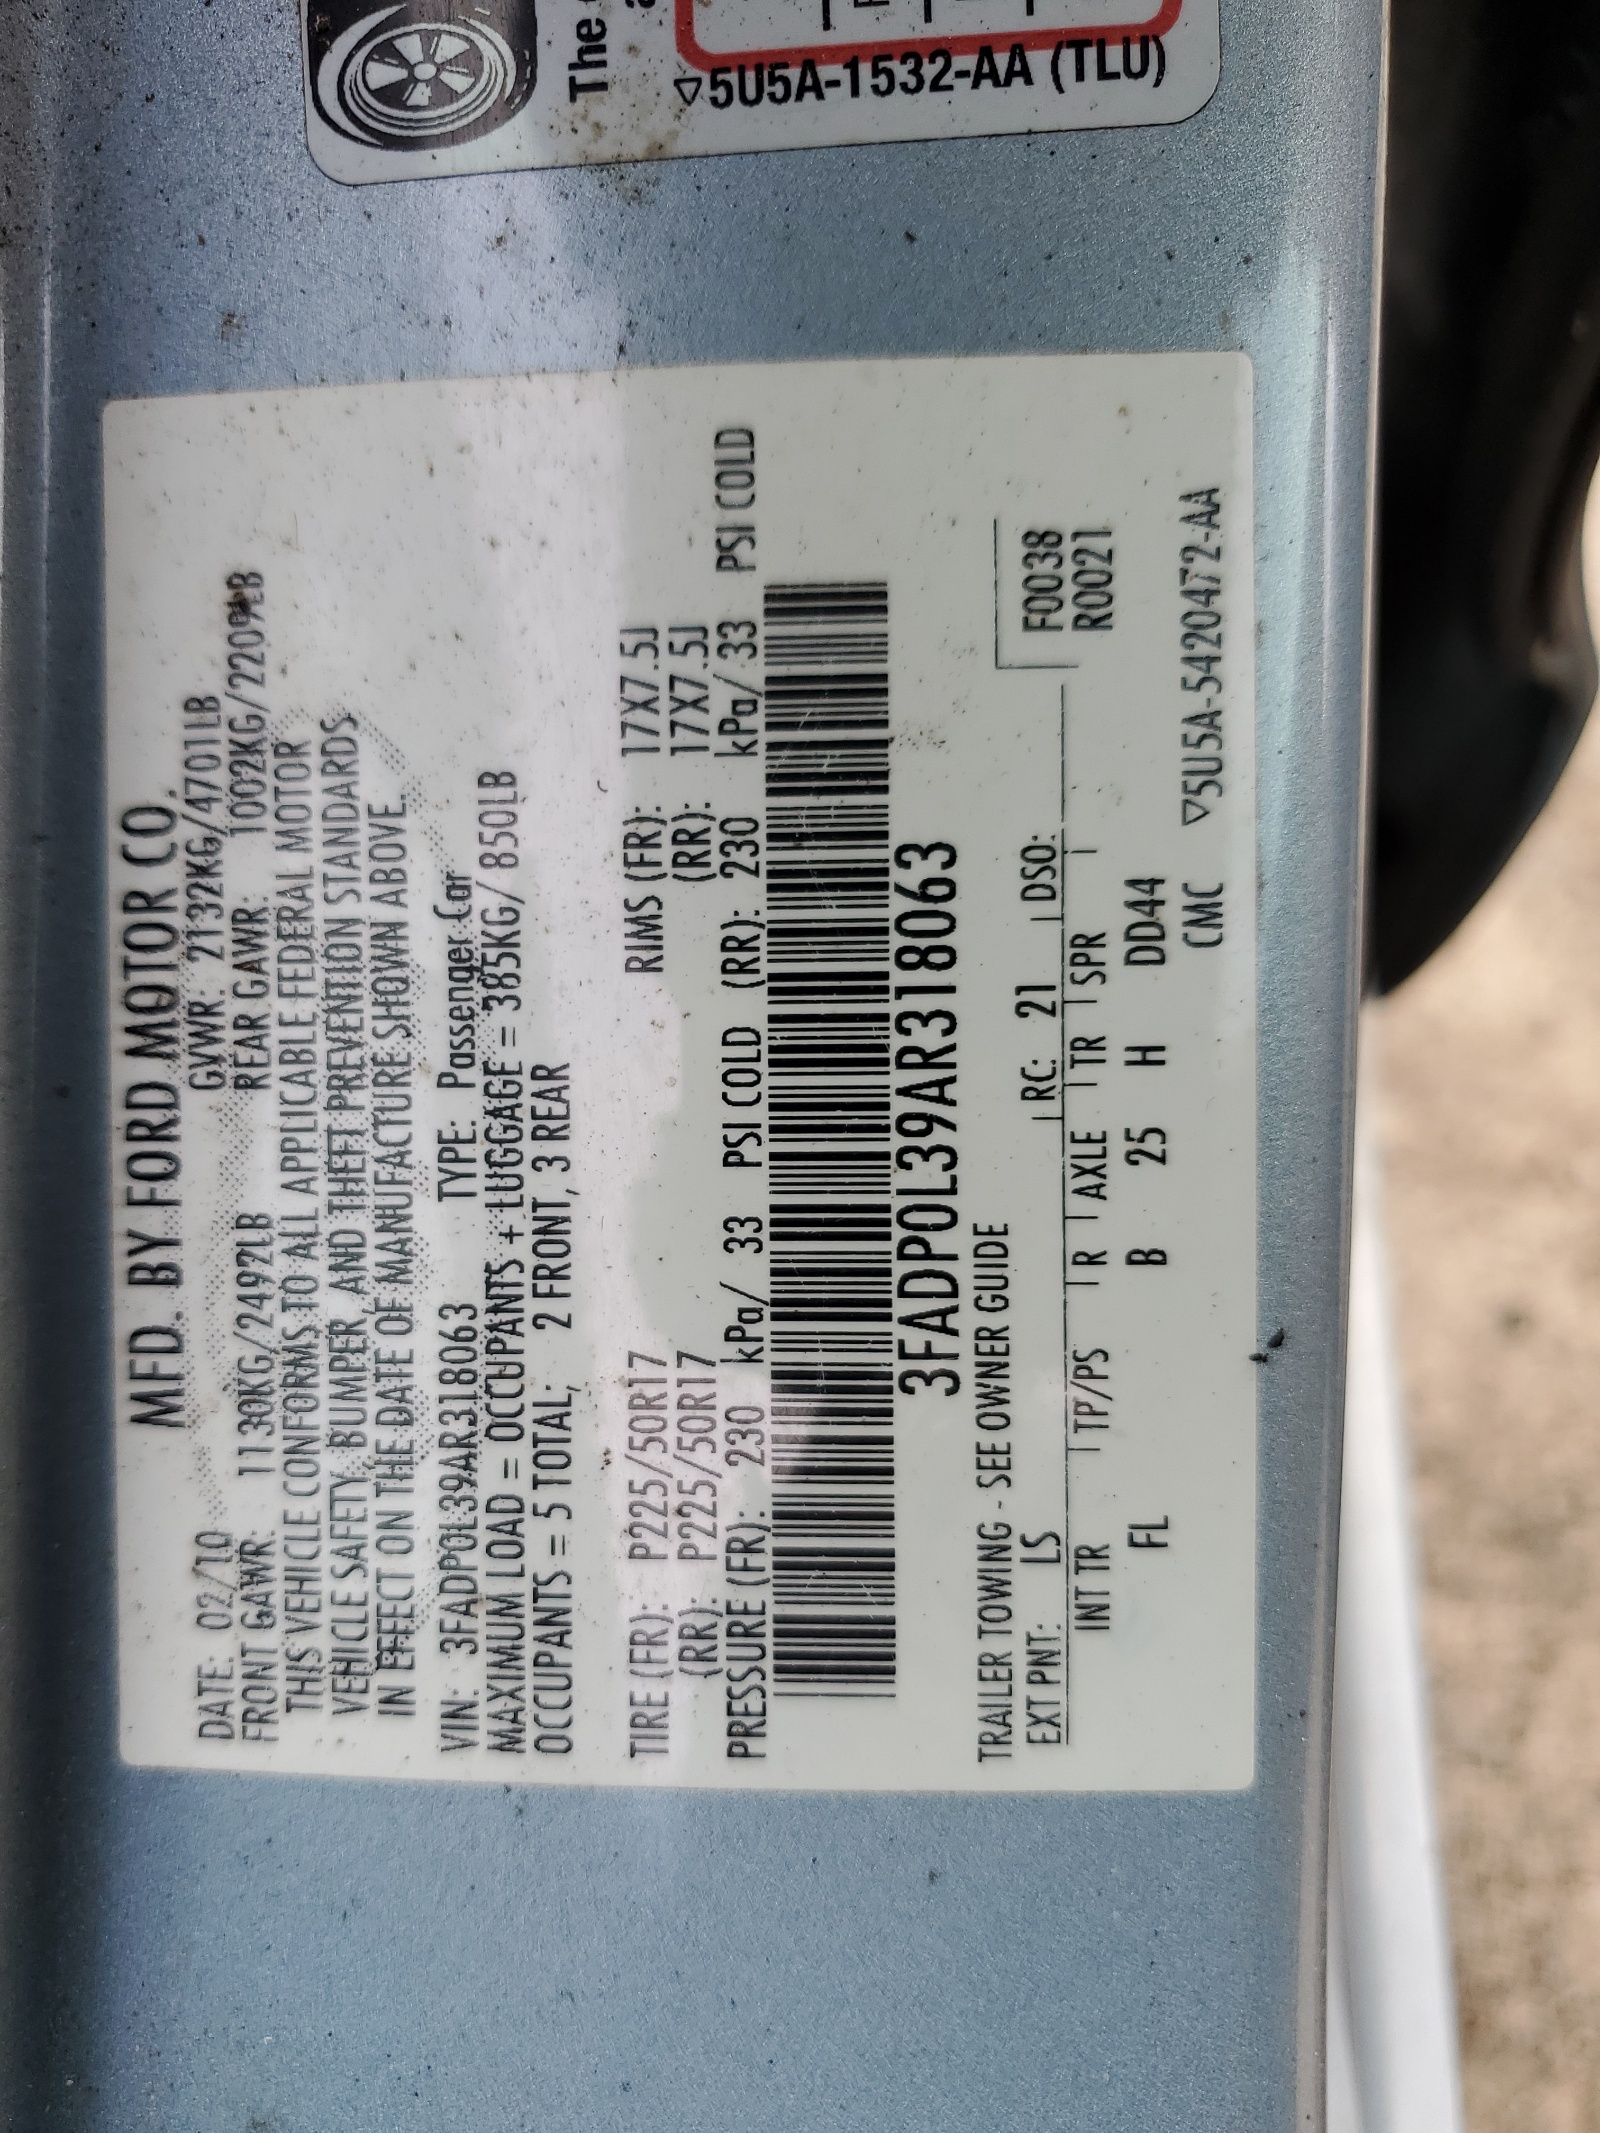 The
5U5A-1532-AA (TLU)
MFD. BY FORD MOTOR CO.
DATE: 02/10 GVWR: 2132KG/4701LB
FRONT GAWR: 1130KG/2492LB REAR GAWR: 1002KG/2209LB
THIS VEHICLE CONFORMS TO ALL APPLICABLE FEDERAL MOTOR
VEHICLE SAFETY, BUMPER, AND THEFT PREVENTION STANDARDS
IN EFFECT ON THE DATE OF MANUFACTURE SHOWN ABOVE.
VIN: 3FADP0L39AR318063 TYPE: Passenger Car
MAXIMUM LOAD = OCCUPANTS + LUGGAGE = 385KG/ 850LB
OCCUPANTS = 5 TOTAL; 2 FRONT, 3 REAR
TIRE (FR): P225/50R17 RIMS (FR): 17X7.5J
(RR): P225/50R17 (RR): 17X7.5J
PRESSURE (FR): 230 kPa/ 33 PSI COLD (RR): 230 kPa/ 33 PSI COLD
3FADP0L39AR318063
TRAILER TOWING - SEE OWNER GUIDE
EXT PNT: LS RC: 21 DSO: F0038
INT TR TP/PS R AXLE TR SPR R0021
FL B 25 H DD44
CMC ▽5U5A-5420472-AA